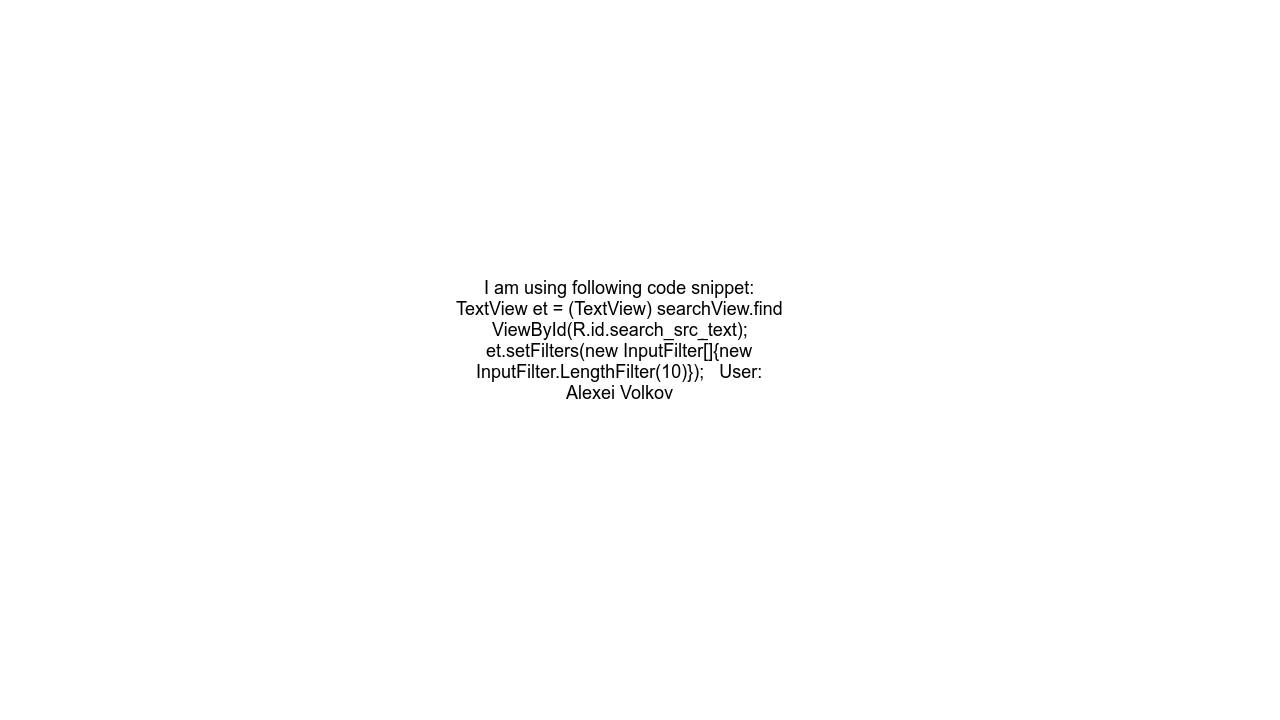 I am using following code snippet:
TextView et = (TextView) searchView.find
ViewById(R.id.search_src_text);
et.setFilters(new InputFilter[]{new
InputFilter.LengthFilter(10)});   User:
Alexei Volkov